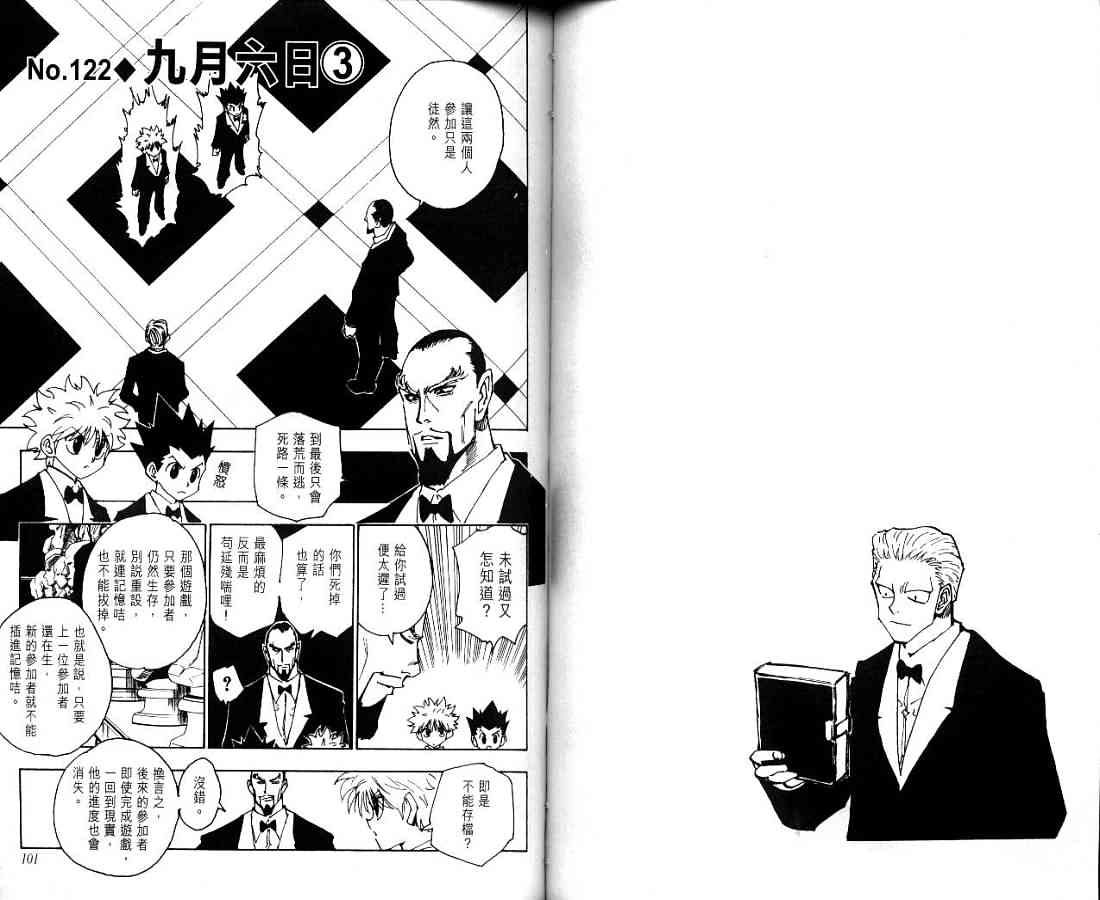 No.122◆九月六日③
讓這兩個人
參加只是
徒然。
到最後只會
落荒而逃，
死路一條。
憤怒
未試過又
怎知道？
給你試過
便太遲了…
你們死掉
的話
也算了，
最麻煩的
反而是
苟延殘喘哩！
？
那個遊戲，
只要參加者
仍然生存，
別說重設，
就連記憶咭
也不能拔掉。
也就是說，只要
上一位參加者
還在生，
新的參加者就不能
插進記憶咭。
即是
不能存檔？
沒錯。
換言之，
後來的參加者
即使完成遊戲，
一回到現實，
他的進度也會
消失。
101